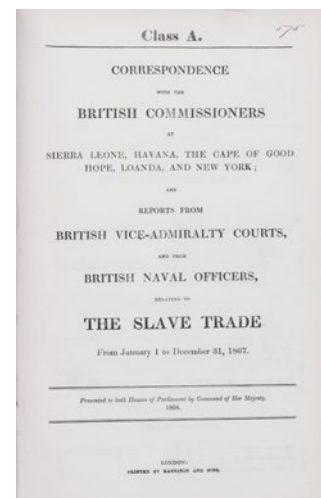 Class A.
575
CORRESPONDENCE
WITH THE
BRITISH COMMISSIONERS
AT
SIERRA LEONE, HAVANA, THE CAPE OF GOOD
HOPE, LOANDA, AND NEW YORK;
AND
REPORTS FROM
BRITISH VICE-ADMIRALTY COURTS,
AND FROM
BRITISH NAVAL OFFICERS,
RELATING TO
THE SLAVE TRADE
From January 1 to December 31, 1867.
Presented to both Houses of Parliament by Command of Her Majesty.
1868.
LONDON:
PRINTED BY HARRISON AND SONS.